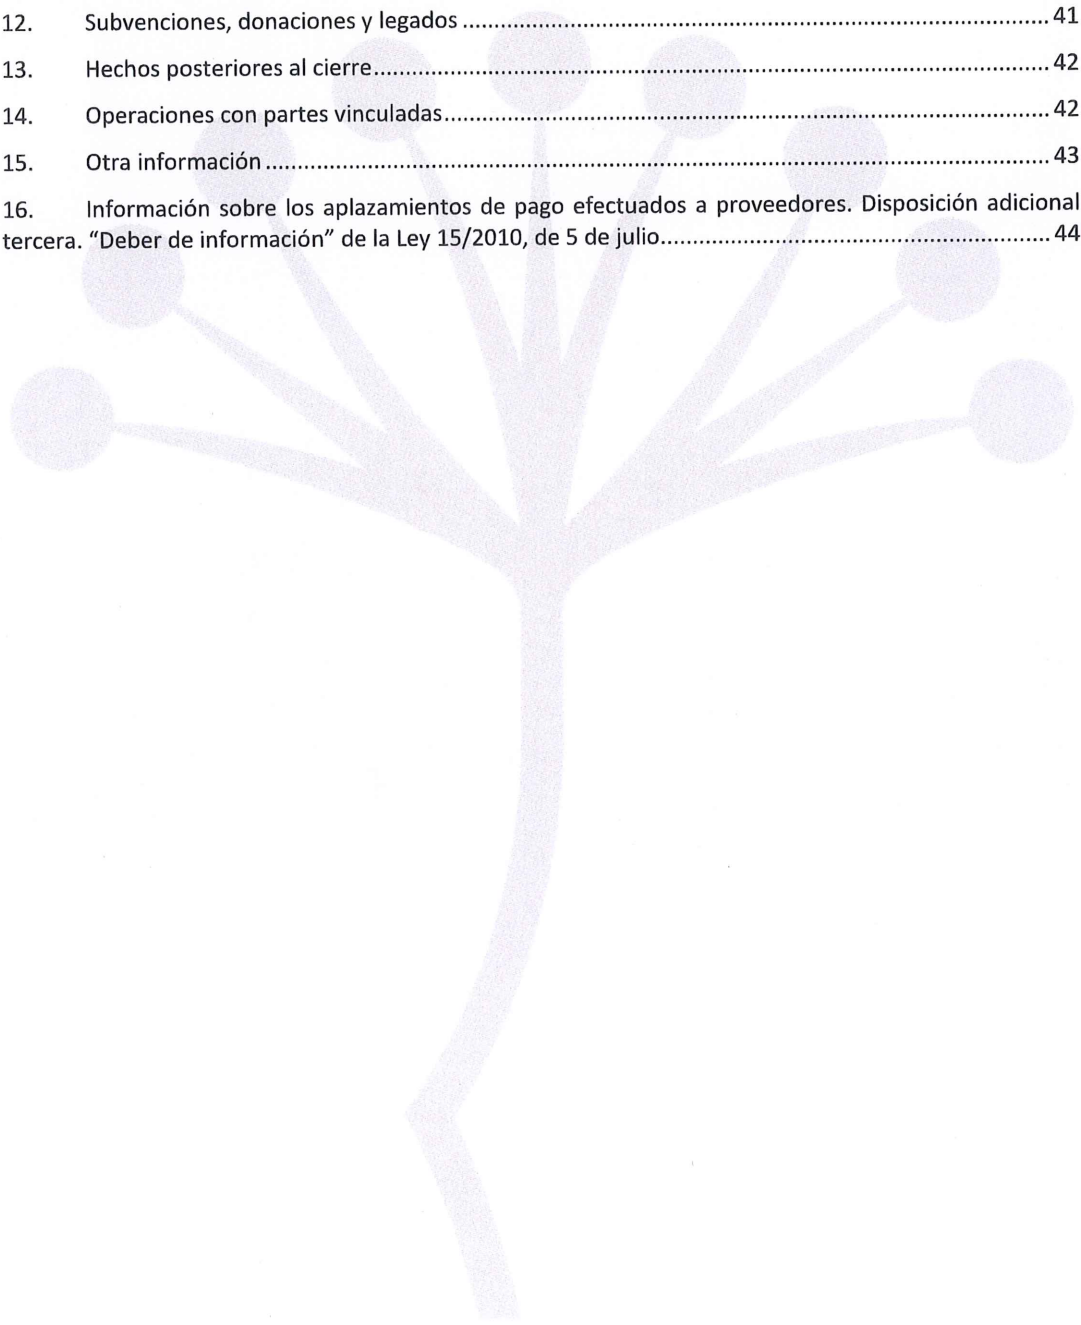 12. Subvenciones, donaciones y legados ........................................ 41
13. Hechos posteriores al cierre ........................................ 42
14. Operaciones con partes vinculadas ........................................ 42
15. Otra información ........................................ 43
16. Información sobre los aplazamientos de pago efectuados a proveedores. Disposición adicional
tercera. “Deber de información” de la Ley 15/2010, de 5 de julio ........................................ 44